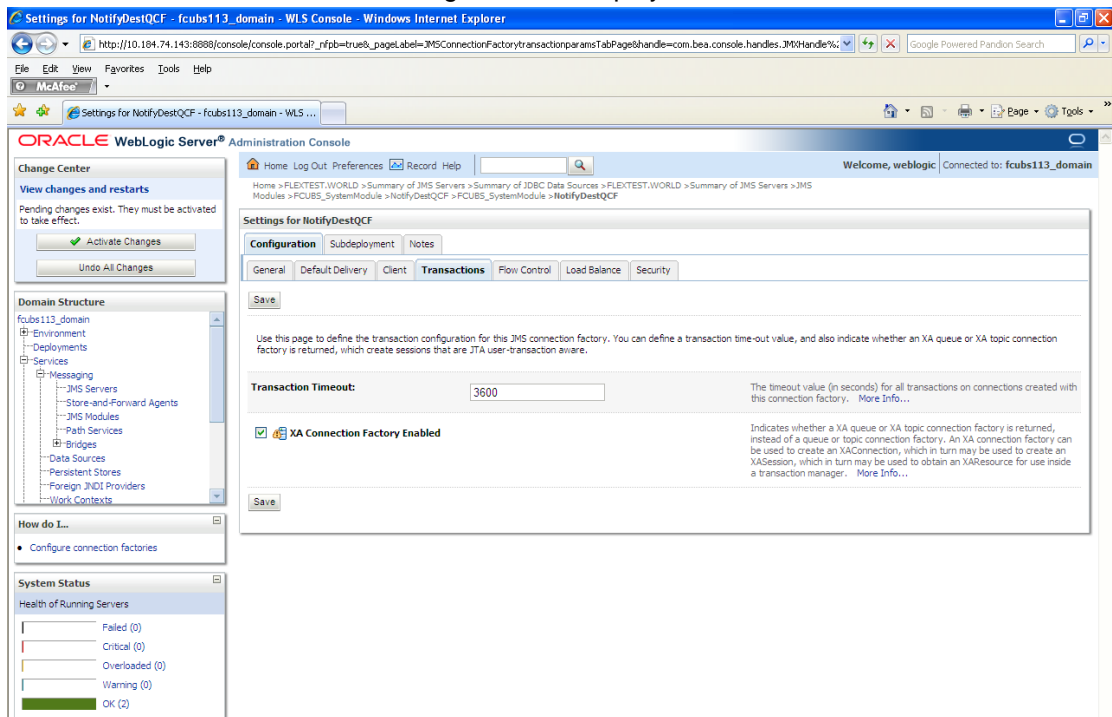 Settings for NotifyDestQCF - fcubs113_domain - WLS Console - Windows Internet Explorer
http://10.184.74.143:8888/console/console.portal?_nfpb=true&_pageLabel=JMSConnectionFactorytransactionparamsTabPage&handle=com.bea.console.handles.JMXHandle%
Google Powered Pandion Search
File Edit View Favorites Tools Help
McAfee
Settings for NotifyDestQCF - fcubs113_domain - WLS ...
Page Tools
ORACLE WebLogic Server® Administration Console
Change Center
View changes and restarts
Pending changes exist. They must be activated
to take effect.
Activate Changes
Undo All Changes
Domain Structure
fcubs113_domain
Environment
Deployments
Services
Messaging
JMS Servers
Store-and-Forward Agents
JMS Modules
Path Services
Bridges
Data Sources
Persistent Stores
Foreign JNDI Providers
Work Contexts
How do I...
Configure connection factories
System Status
Health of Running Servers
Failed (0)
Critical (0)
Overloaded (0)
Warning (0)
OK (2)
Home Log Out Preferences Record Help
Welcome, weblogic Connected to: fcubs113_domain
Home >FLEXTEST.WORLD >Summary of JMS Servers >Summary of JDBC Data Sources >FLEXTEST.WORLD >Summary of JMS Servers >JMS
Modules >FCUBS_SystemModule >NotifyDestQCF >FCUBS_SystemModule >NotifyDestQCF
Settings for NotifyDestQCF
Configuration Subdeployment Notes
General Default Delivery Client Transactions Flow Control Load Balance Security
Save
Use this page to define the transaction configuration for this JMS connection factory. You can define a transaction time-out value, and also indicate whether an XA queue or XA topic connection
factory is returned, which create sessions that are JTA user-transaction aware.
Transaction Timeout:
3600
The timeout value (in seconds) for all transactions on connections created with
this connection factory. More Info...
XA Connection Factory Enabled
Indicates whether a XA queue or XA topic connection factory is returned,
instead of a queue or topic connection factory. An XA connection factory can
be used to create an XAConnection, which in turn may be used to create an
XASession, which in turn may be used to obtain an XAResource for use inside
a transaction manager. More Info...
Save